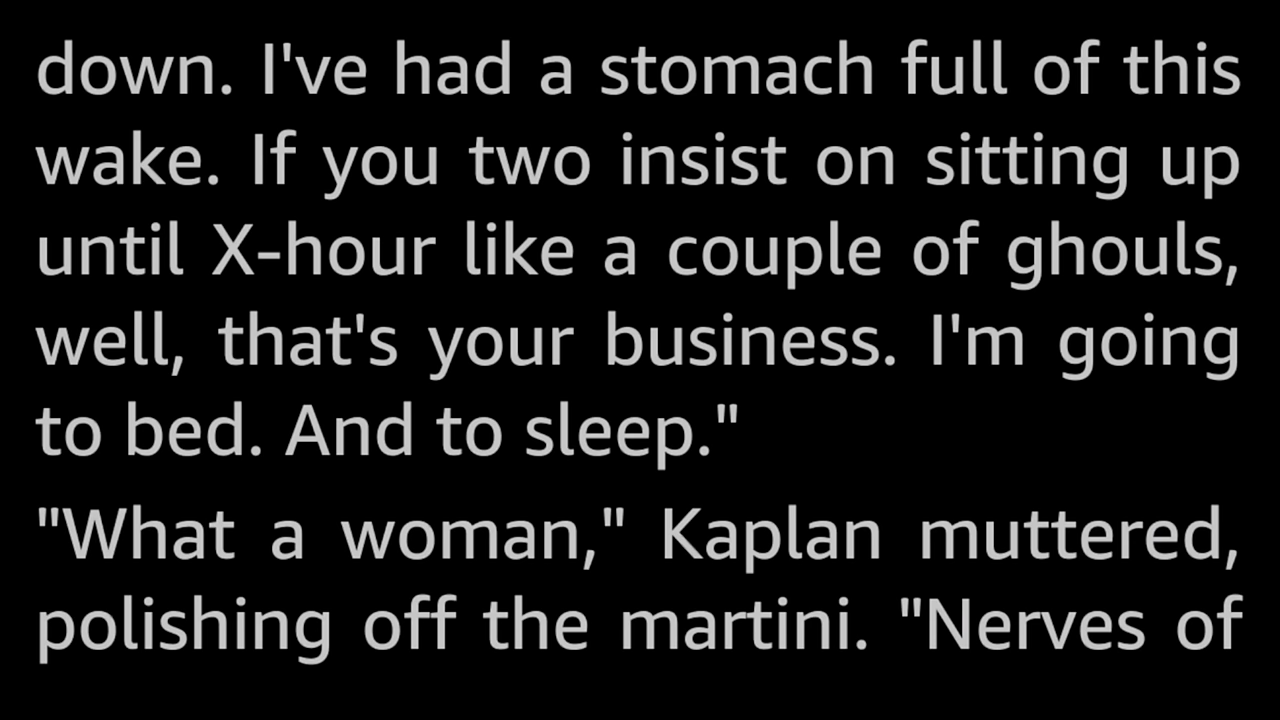 down. I've had a stomach full of this
wake. If you two insist on sitting up
until X-hour like a couple of ghouls,
well, that's your business. I'm going
to bed. And to sleep."
"What a woman," Kaplan muttered,
polishing off the martini. "Nerves of